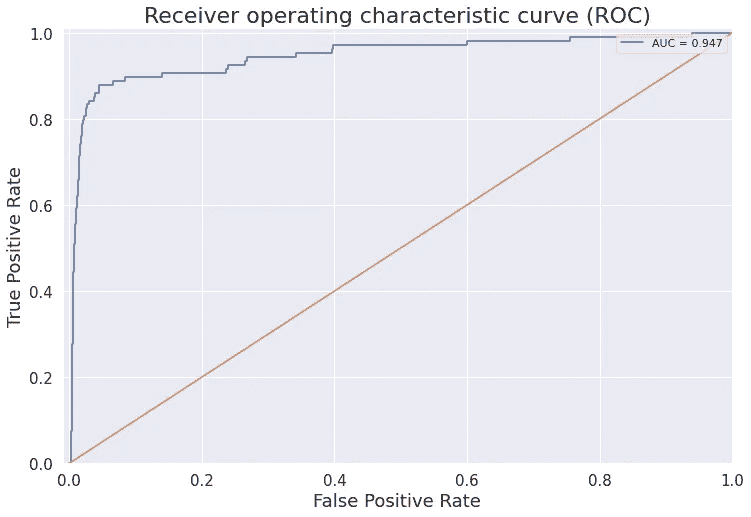 Receiver operating characteristic curve (ROC)
AUC = 0.947
True Positive Rate
1.0
0.8
0.6
0.4
0.2
0.0
0.0 0.2 0.4 0.6 0.8 1.0
False Positive Rate